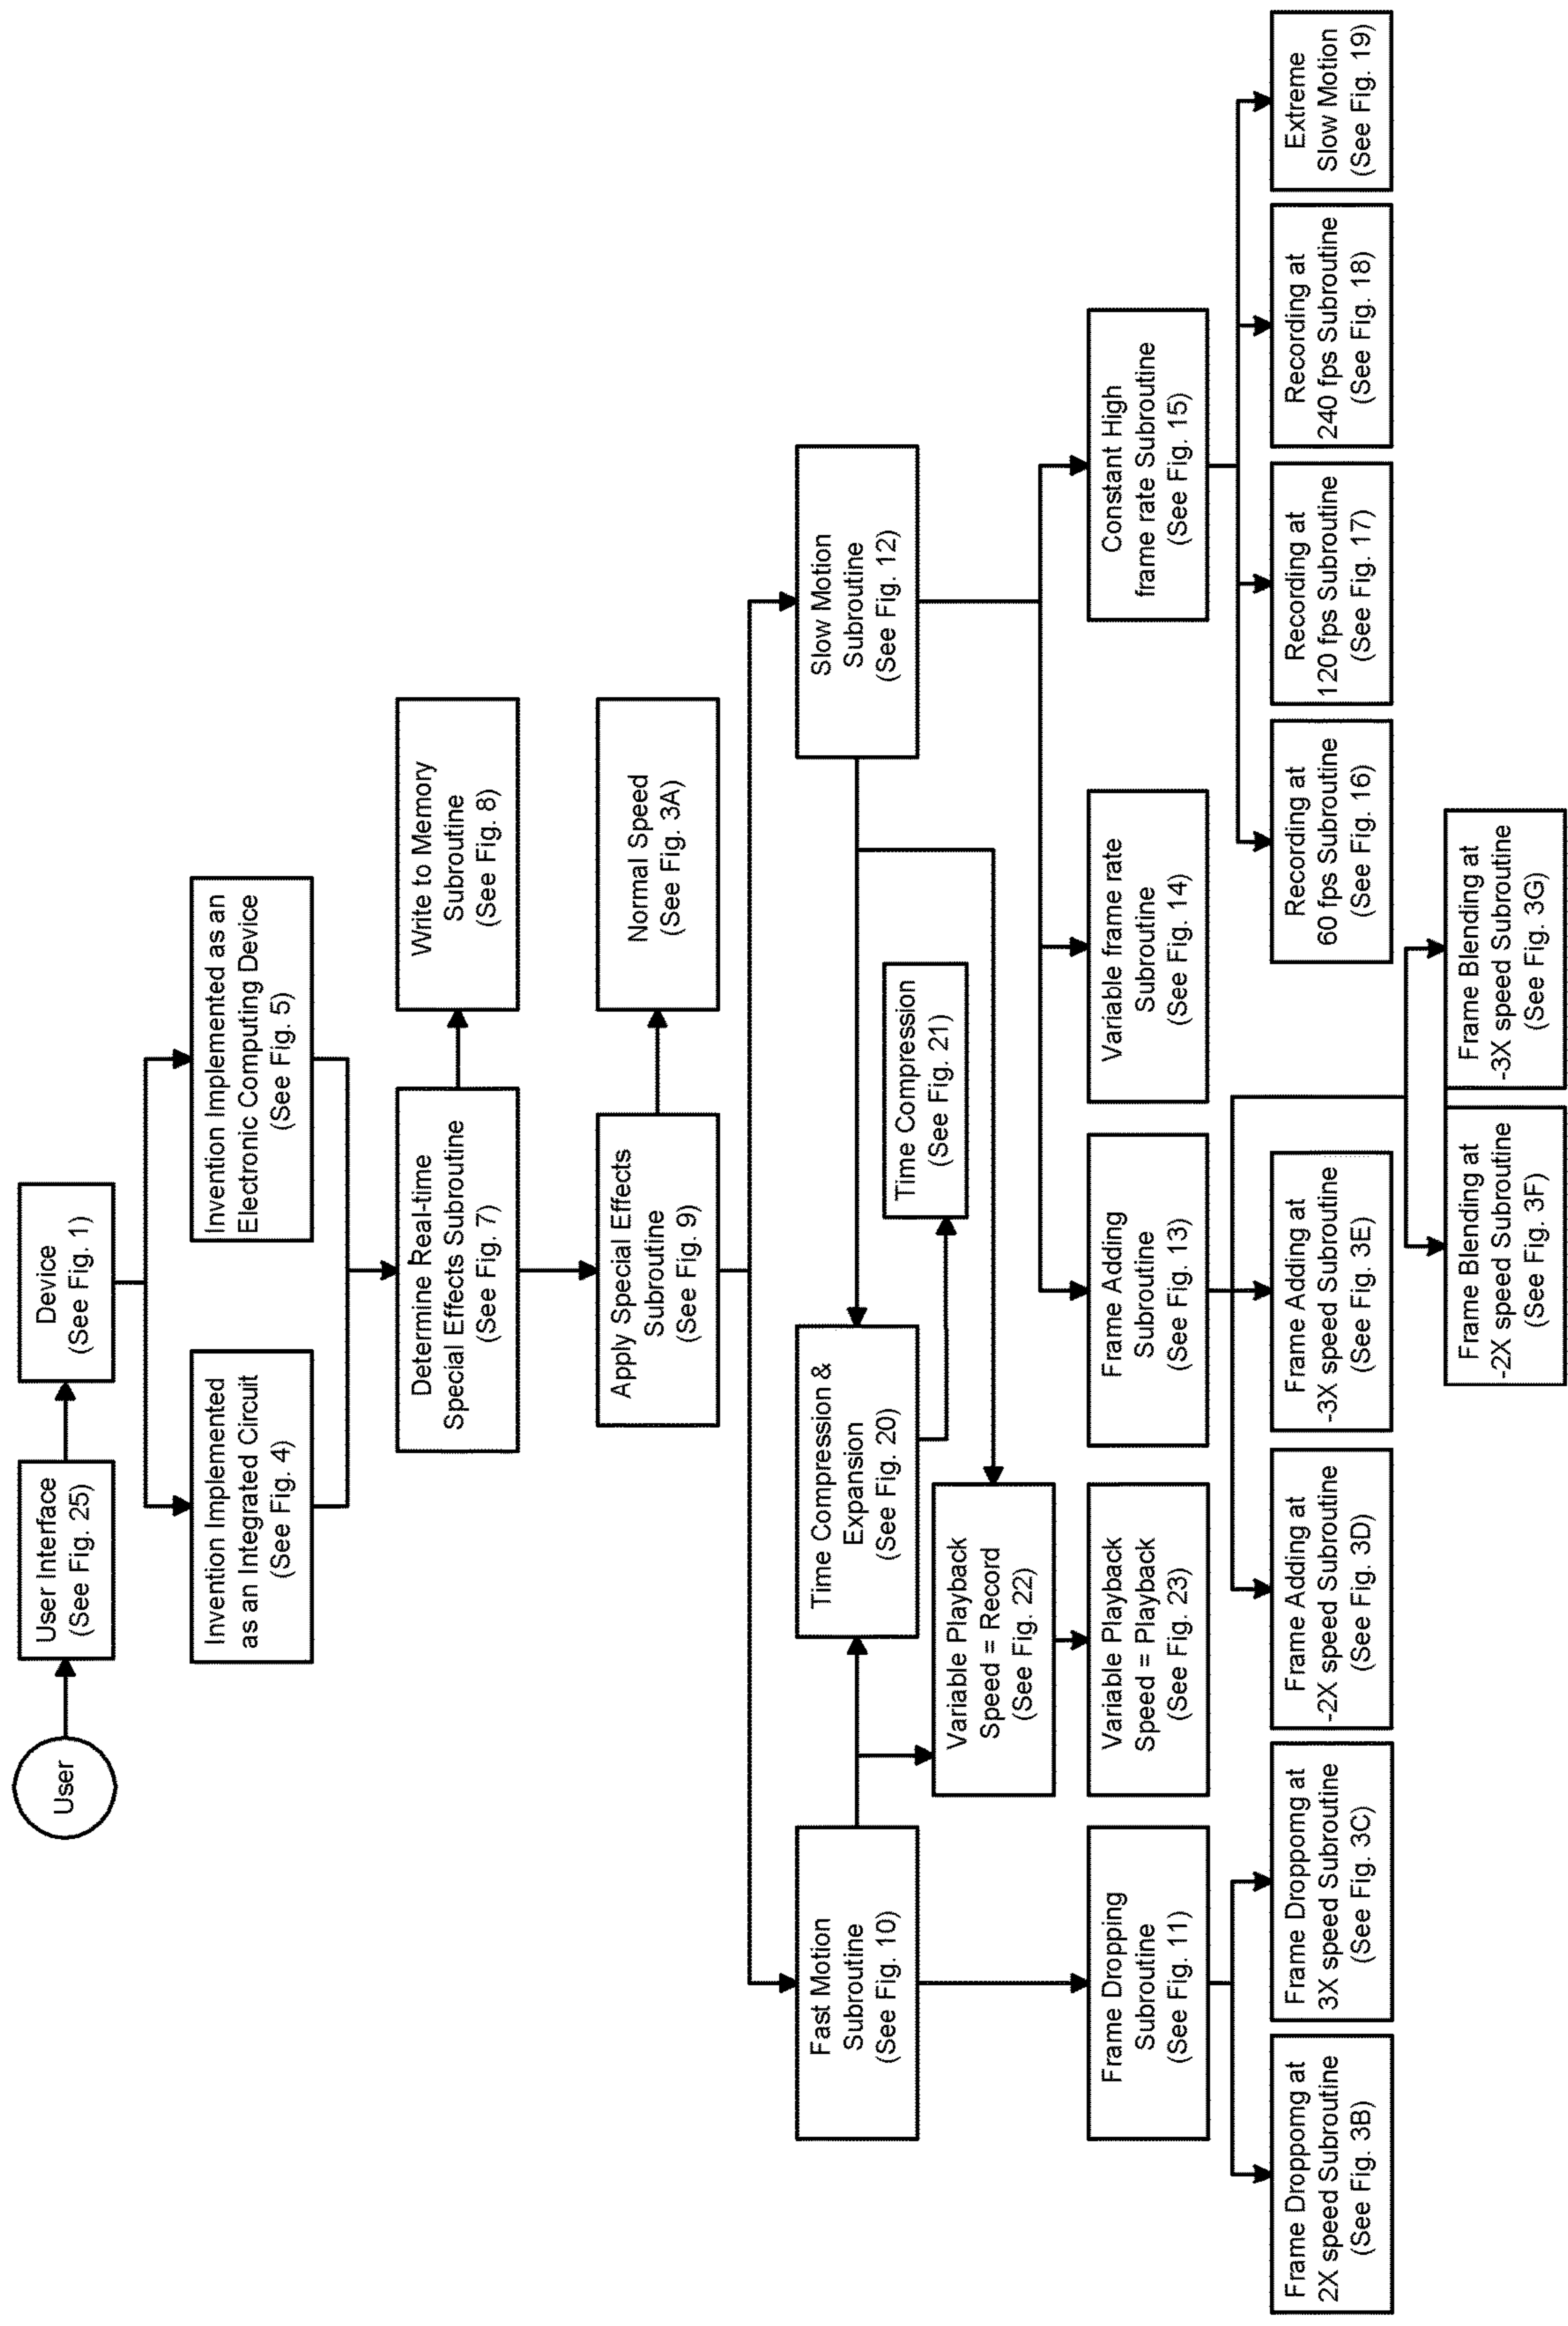 User
User Interface
(See Fig. 25)
Device
(See Fig. 1)
Invention Implemented
as an Integrated Circuit
(See Fig. 4)
Invention Implemented as an
Electronic Computing Device
(See Fig. 5)
Determine Real-time
Special Effects Subroutine
(See Fig. 7)
Write to Memory
Subroutine
(See Fig. 8)
Apply Special Effects
Subroutine
(See Fig. 9)
Normal Speed
(See Fig. 3A)
Fast Motion
Subroutine
(See Fig. 10)
Time Compression &
Expansion
(See Fig. 20)
Slow Motion
Subroutine
(See Fig. 12)
Time Compression
(See Fig. 21)
Variable Playback
Speed = Record
(See Fig. 22)
Frame Dropping
Subroutine
(See Fig. 11)
Variable Playback
Speed = Playback
(See Fig. 23)
Frame Adding
Subroutine
(See Fig. 13)
Variable frame rate
Subroutine
(See Fig. 14)
Constant High
frame rate Subroutine
(See Fig. 15)
Frame Droppomg at
2X speed Subroutine
(See Fig. 3B)
Frame Droppomg at
3X speed Subroutine
(See Fig. 3C)
Frame Adding at
-2X speed Subroutine
(See Fig. 3D)
Frame Adding at
-3X speed Subroutine
(See Fig. 3E)
Recording at
60 fps Subroutine
(See Fig. 16)
Recording at
120 fps Subroutine
(See Fig. 17)
Recording at
240 fps Subroutine
(See Fig. 18)
Extreme
Slow Motion
(See Fig. 19)
Frame Blending at
-2X speed Subroutine
(See Fig. 3F)
Frame Blending at
-3X speed Subroutine
(See Fig. 3G)